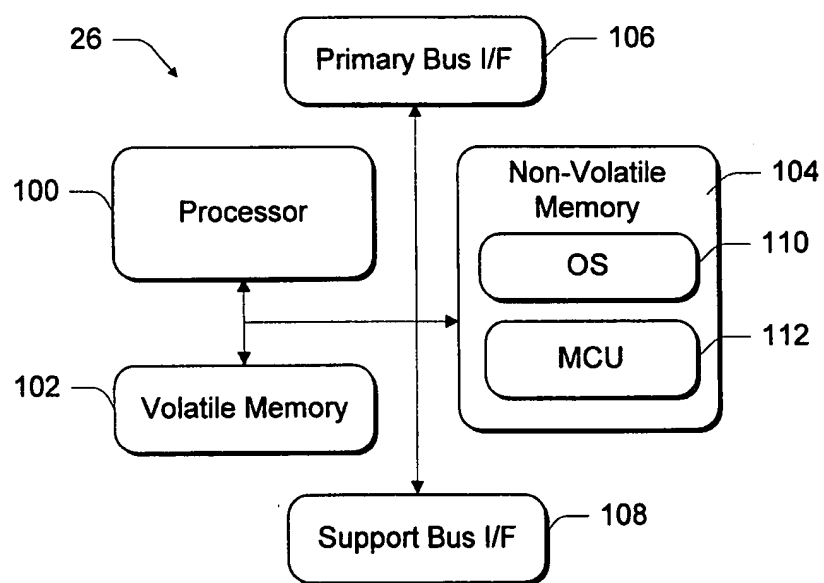 26
Primary Bus I/F
106
100
Processor
Non-Volatile
Memory
104
OS
110
MCU
112
102
Volatile Memory
Support Bus I/F
108